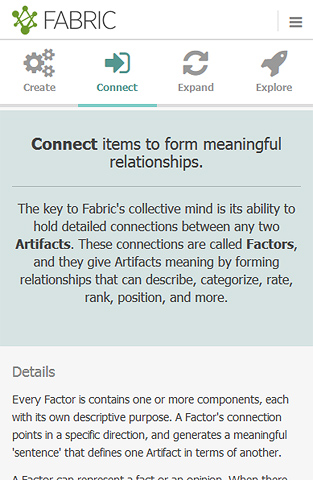 FABRIC
Create Connect Expand Explore
Connect items to form meaningful
relationships.
The key to Fabric's collective mind is its ability to
hold detailed connections between any two
Artifacts. These connections are called Factors,
and they give Artifacts meaning by forming
relationships that can describe, categorize, rate,
rank, position, and more.
Details
Every Factor is contains one or more components, each
with its own descriptive purpose. A Factor's connection
points in a specific direction, and generates a meaningful
'sentence' that defines one Artifact in terms of another.
A Factor can represent a fact or an opinion. When there